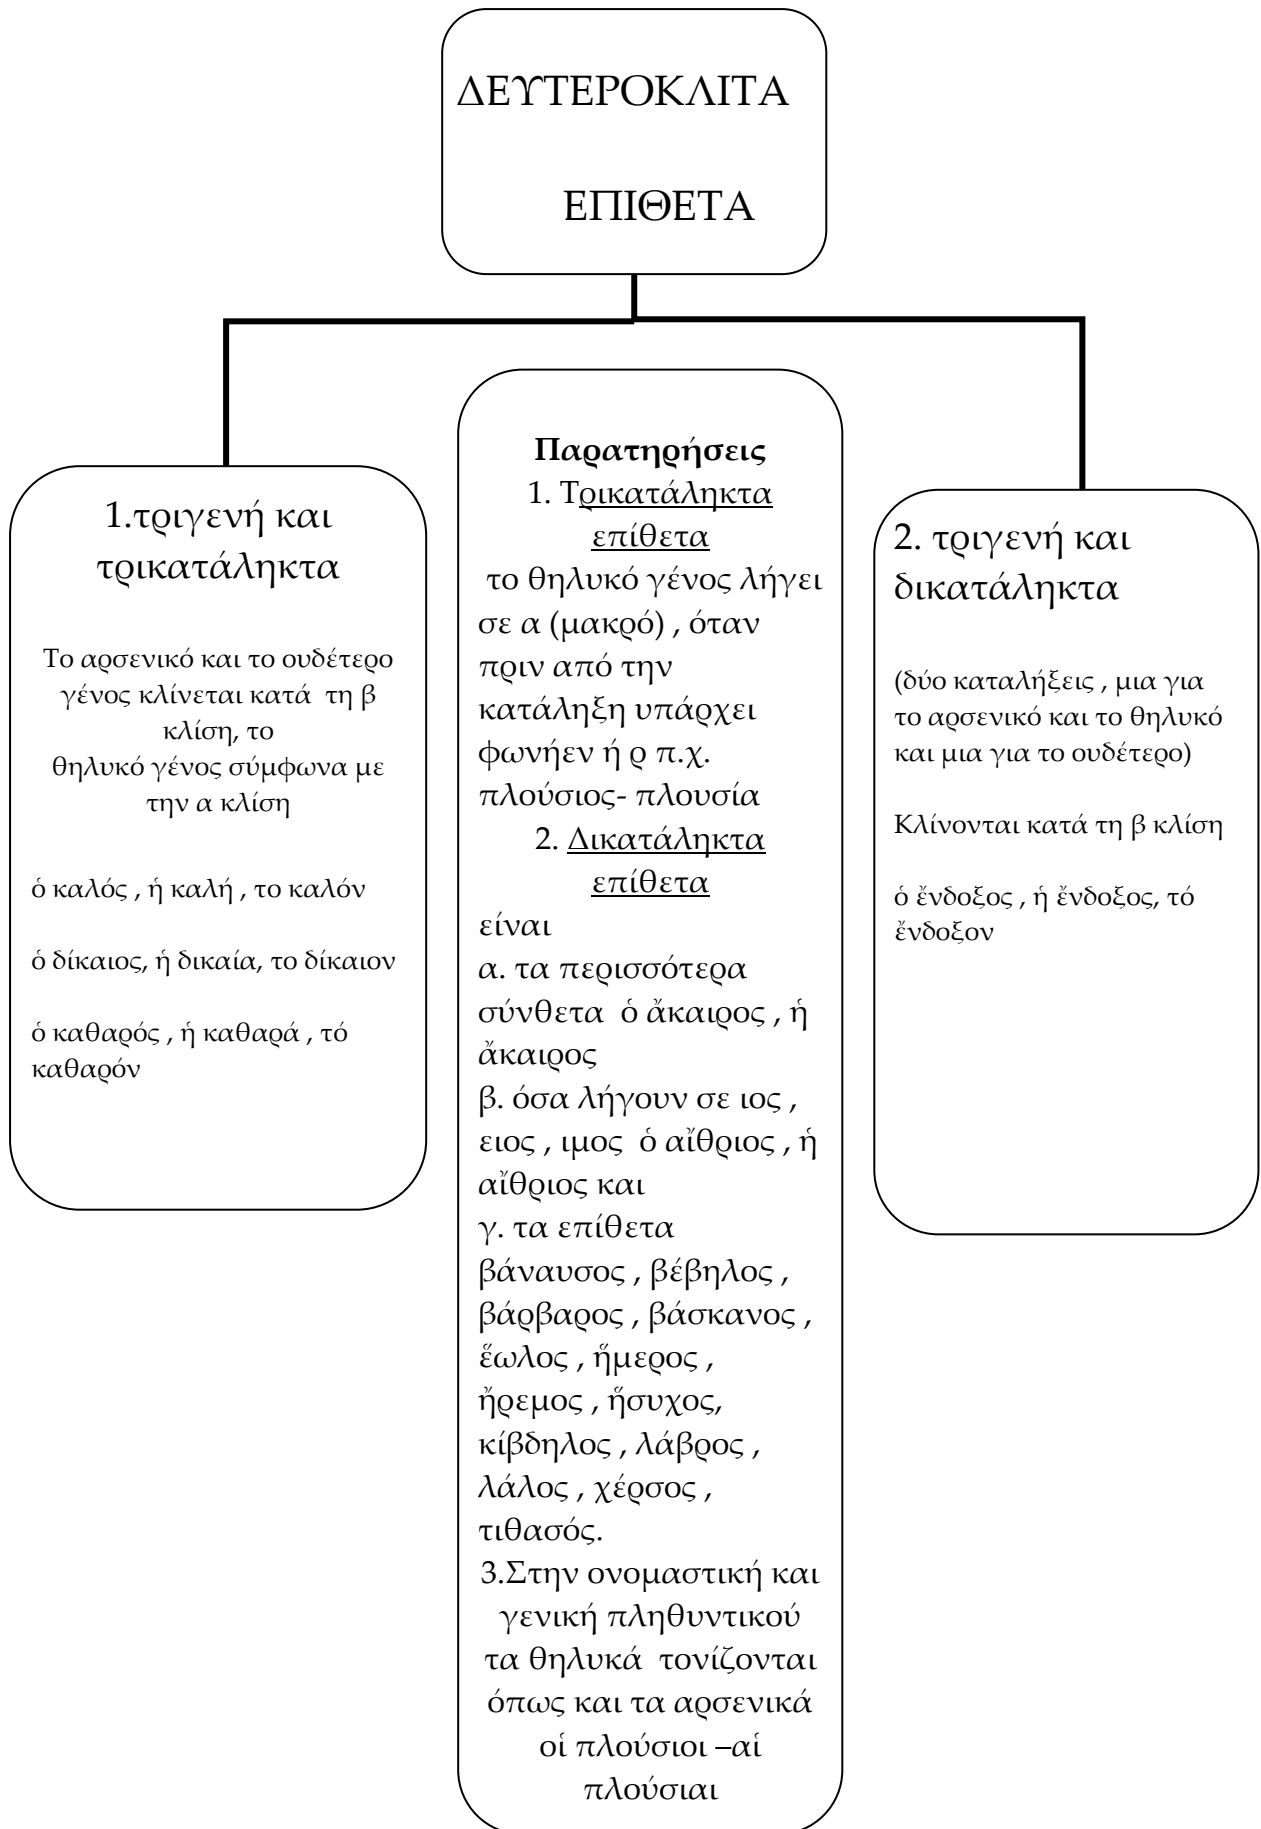 ΔΕΥΤΕΡΟΚΛΙΤΑ
ΕΠΙΘΕΤΑ
1.τριγενή και
τρικατάληκτα
Το αρσενικό και το ουδέτερο
γένος κλίνεται κατά τη β
κλίση, το
θηλυκό γένος σύμφωνα με
την α κλίση
ὁ καλός , ἡ καλή , το καλόν
ὁ δίκαιος, ἡ δικαία, το δίκαιον
ὁ καθαρός , ἡ καθαρά , τό
καθαρόν
Παρατηρήσεις
1. Τρικατάληκτα
επίθετα
το θηλυκό γένος λήγει
σε α (μακρό) , όταν
πριν από την
κατάληξη υπάρχει
φωνήεν ή ρ π.χ.
πλούσιος- πλουσία
2. Δικατάληκτα
επίθετα
είναι
α. τα περισσότερα
σύνθετα ὁ ἄκαιρος , ἡ
ἄκαιρος
β. όσα λήγουν σε ιος ,
ειος , ιμος ὁ αἴθριος , ἡ
αἴθριος και
γ. τα επίθετα
βάναυσος , βέβηλος ,
βάρβαρος , βάσκανος ,
ἕωλος , ἥμερος ,
ἤρεμος , ἥσυχος,
κίβδηλος , λάβρος ,
λάλος , χέρσος ,
τιθασός.
3.Στην ονομαστική και
γενική πληθυντικού
τα θηλυκά τονίζονται
όπως και τα αρσενικά
οἱ πλούσιοι –αἱ
πλούσιαι
2. τριγενή και
δικατάληκτα
(δύο καταλήξεις , μια για
το αρσενικό και το θηλυκό
και μια για το ουδέτερο)
Κλίνονται κατά τη β κλίση
ὁ ἔνδοξος , ἡ ἔνδοξος, τό
ἔνδοξον